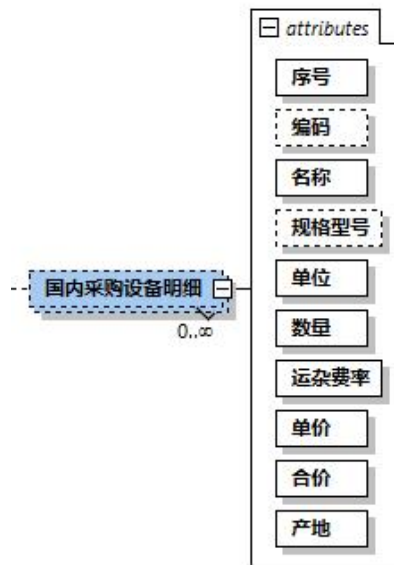 attributes
序号
编码
名称
规格型号
国内采购设备明细
单位
0..∞
数量
运杂费率
单价
合价
产地